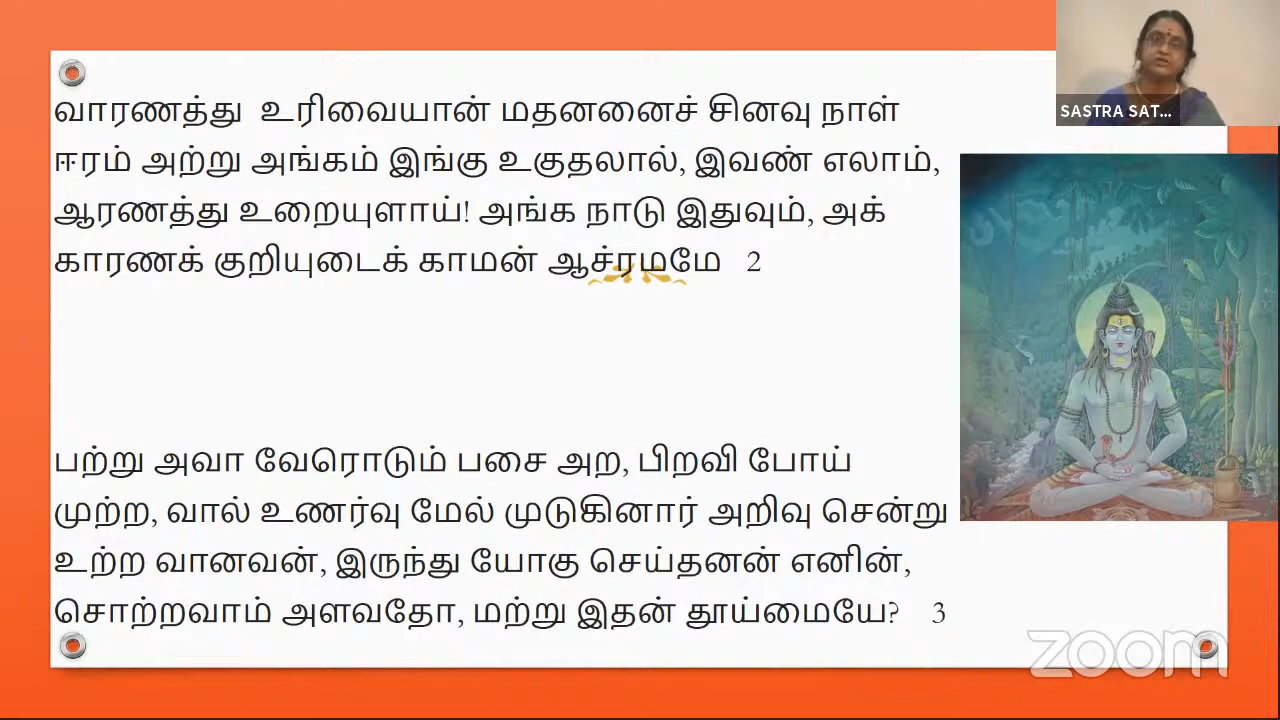 வாரணத்து உரிவையான் மதனனைச் சினவு நாள்
ஈரம் அற்று அங்கம் இங்கு உகுதலால், இவண் எலாம்,
ஆரணத்து உறையுளாய்! அங்க நாடு இதுவும், அக்
காரணக் குறியுடைக் காமன் ஆச்ரமமே 2
பற்று அவா வேரொடும் பசை அற, பிறவி போய்
முற்ற, வால் உணர்வு மேல் முடுகினார் அறிவு சென்று
உற்ற வானவன், இருந்து யோகு செய்தனன் எனின்,
சொற்றவாம் அளவதோ, மற்று இதன் தூய்மையே? 3
SASTRA SAT...
zoom